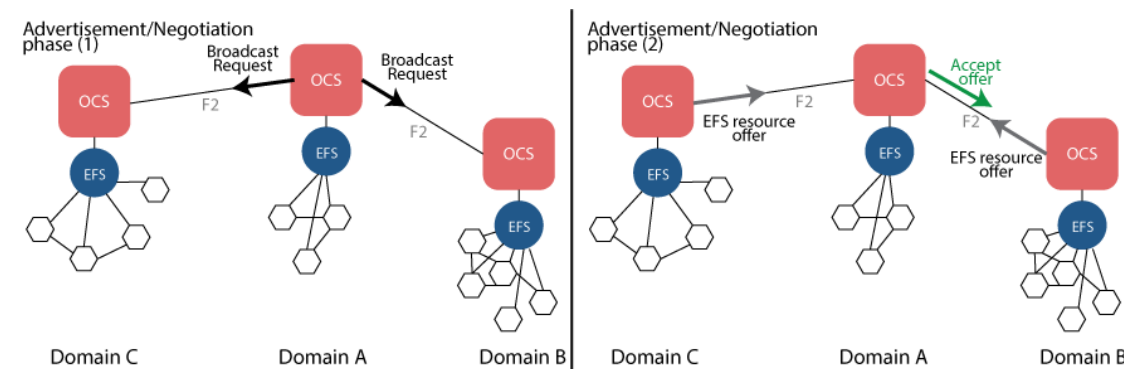 Advertisement/Negotiation
phase (1)
Broadcast
Request
Broadcast
Request
OCS
OCS
F2
F2
OCS
EFS
EFS
EFS
Domain C
Domain A
Domain B
Advertisement/Negotiation
phase (2)
Accept
offer
OCS
OCS
F2
F2
EFS resource
offer
OCS
EFS resource
offer
EFS
EFS
EFS
Domain C
Domain A
Domain B